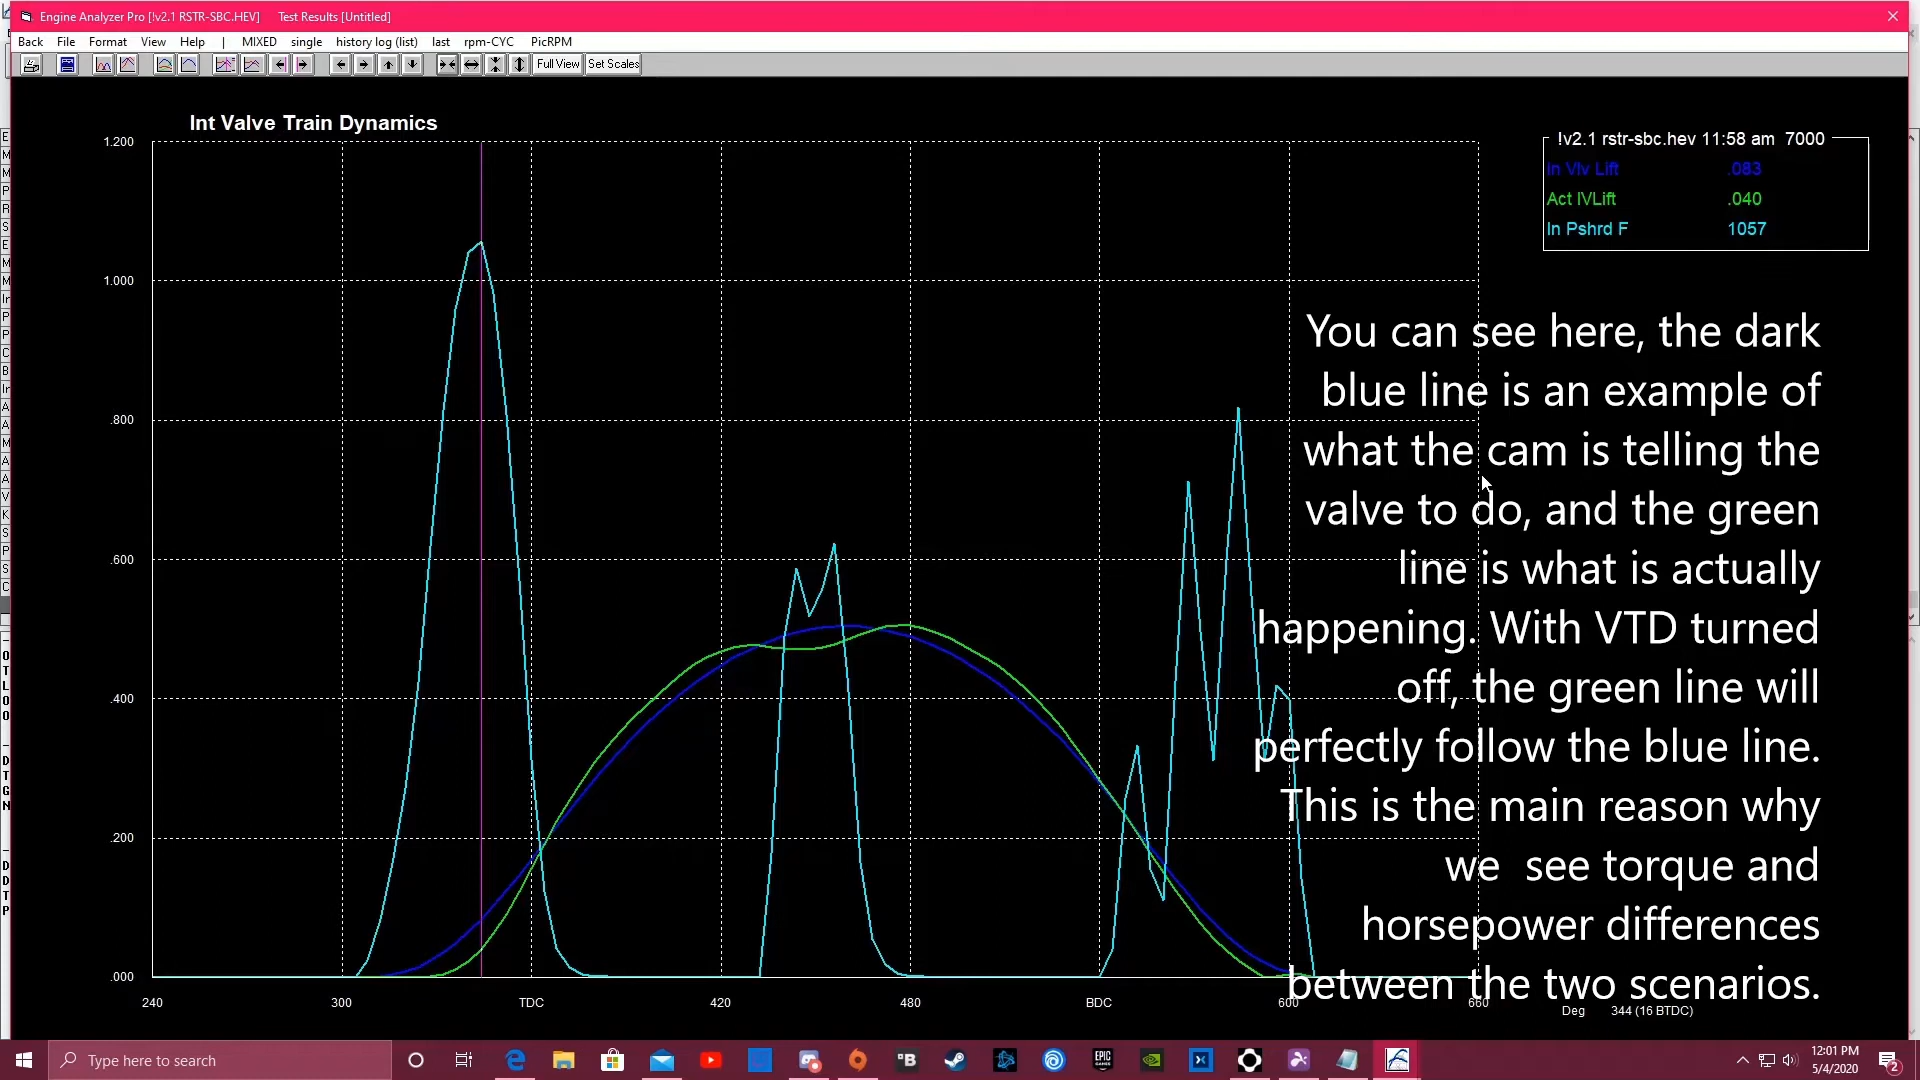 Engine Analyzer Pro [!v2.1 RSTR-SBC.HEV] Test Results [Untitled]
Back File Format View Help | MIXED single history log (list) last rpm-CYC PicRPM
Full View Set Scales
Int Valve Train Dynamics
!v2.1 rstr-sbc.hev 11:58 am 7000
In Vlv Lift .083
Act IVLift .040
In Pshrd F 1057
1.200
1.000
.800
.600
.400
.200
.000
240 300 TDC 420 480 BDC 600 660
Deg 344 (16 BTDC)
You can see here, the dark
blue line is an example of
what the cam is telling the
valve to do, and the green
line is what is actually
happening. With VTD turned
off, the green line will
perfectly follow the blue line.
This is the main reason why
we see torque and
horsepower differences
between the two scenarios.
Type here to search
EPIC GAMES
12:01 PM
5/4/2020
2